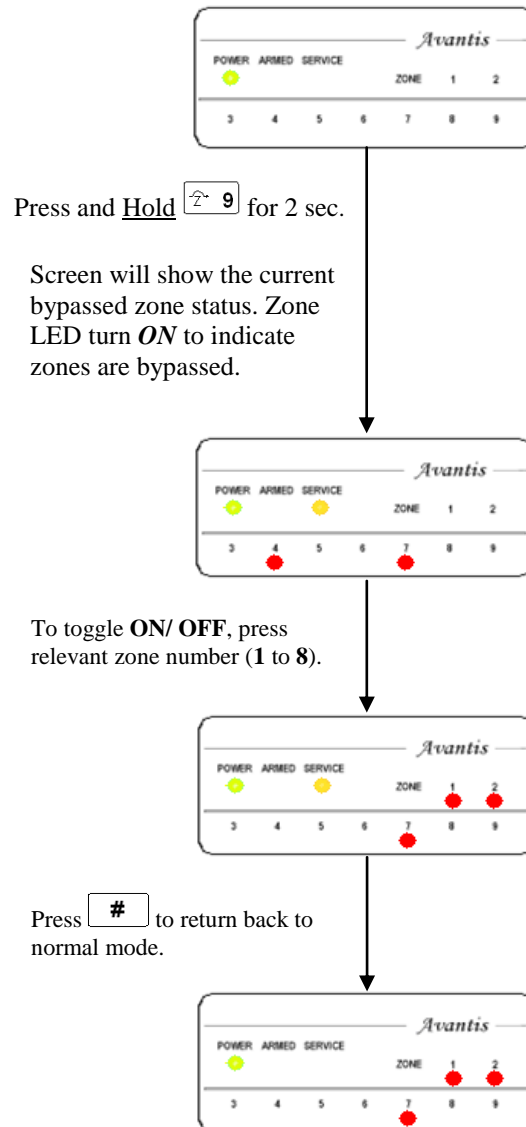 Avantis
POWER ARMED SERVICE
ZONE 1 2
3 4 5 6 7 8 9
Press and Hold Z 9 for 2 sec.
Screen will show the current
bypassed zone status. Zone
LED turn ON to indicate
zones are bypassed.
Avantis
POWER ARMED SERVICE
ZONE 1 2
3 4 5 6 7 8 9
To toggle ON/ OFF, press
relevant zone number (1 to 8).
Avantis
POWER ARMED SERVICE
ZONE 1 2
3 4 5 6 7 8 9
Press # to return back to
normal mode.
Avantis
POWER ARMED SERVICE
ZONE 1 2
3 4 5 6 7 8 9